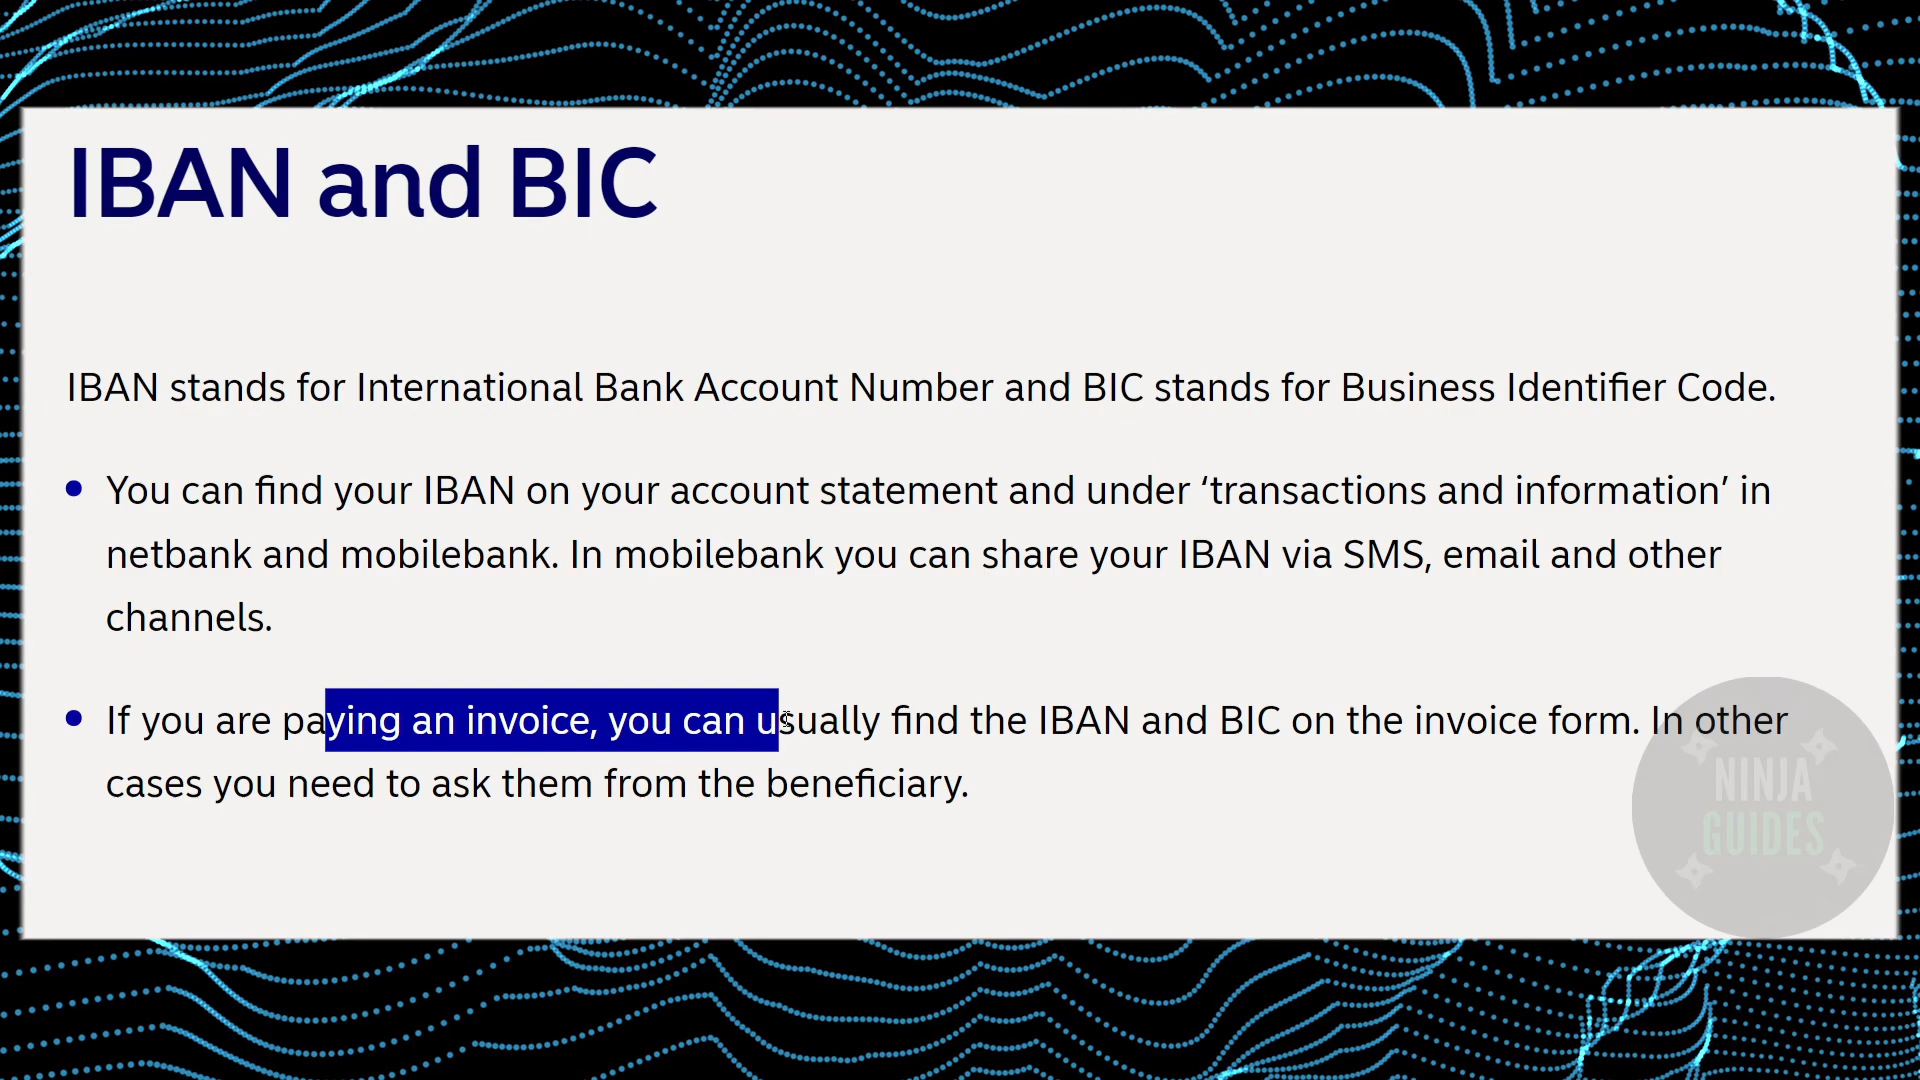 IBAN and BIC
IBAN stands for International Bank Account Number and BIC stands for Business Identifier Code.
You can find your IBAN on your account statement and under ‘transactions and information’ in
netbank and mobilebank. In mobilebank you can share your IBAN via SMS, email and other
channels.
If you are paying an invoice, you can usually find the IBAN and BIC on the invoice form. In other
cases you need to ask them from the beneficiary.
NINJA
GUIDES